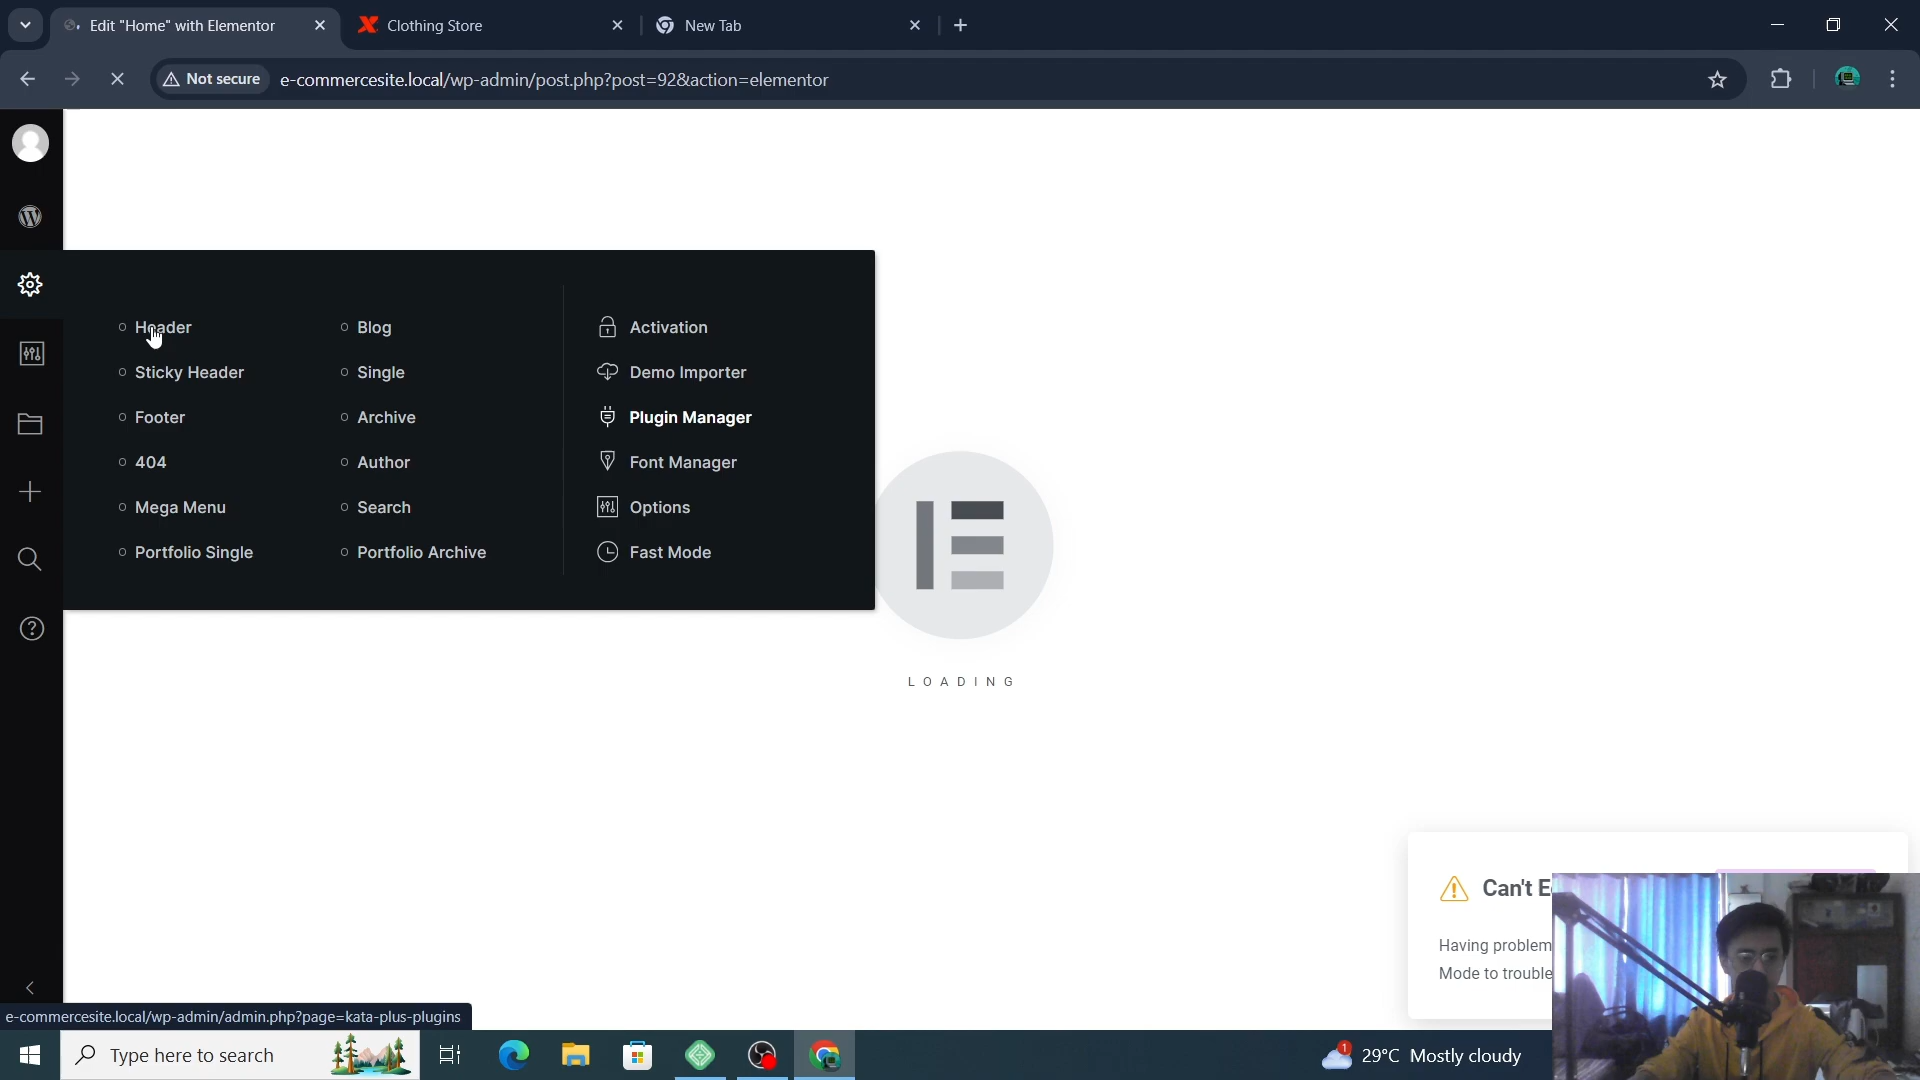 Edit "Home" with Elementor
Clothing Store
New Tab
Not secure
e-commercesite.local/wp-admin/post.php?post=92&action=elementor
Header
Blog
Activation
Sticky Header
Single
Demo Importer
Footer
Archive
Plugin Manager
404
Author
Font Manager
Mega Menu
Search
Options
Portfolio Single
Portfolio Archive
Fast Mode
LOADING
Can't
Having
Mode to
e-commercesite.local/wp-admin/admin.php?page=kata-plus-plugins
Type here to search
1
29°C Mostly cloudy